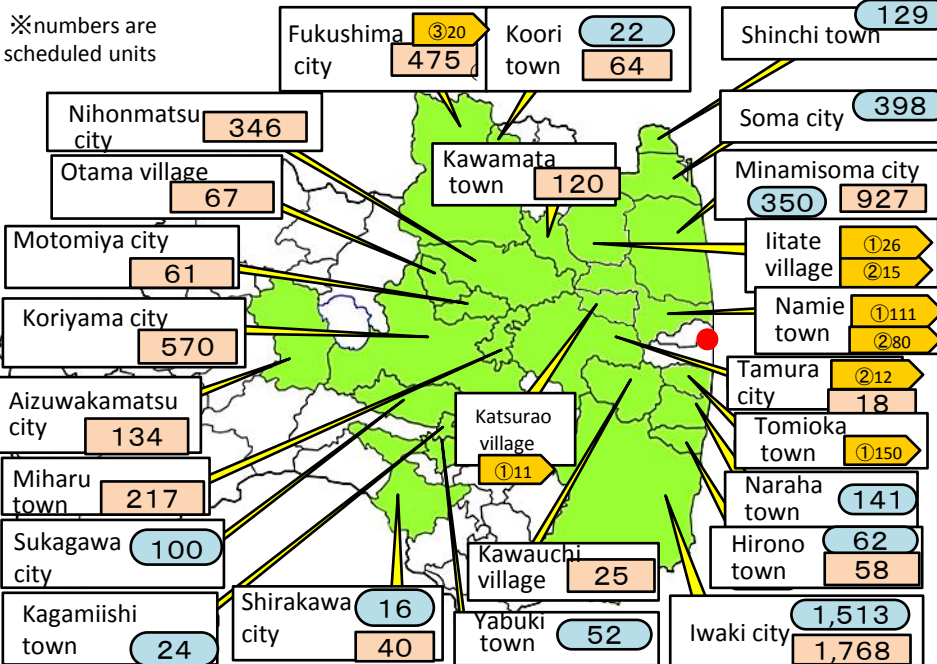 ※numbers are
scheduled units
Fukushima
city
③20
475
Koori
town
22
64
Shinchi town
129
Nihonmatsu
city
346
Soma city
398
Kawamata
town
120
Otama village
67
Minamisoma city
350
927
Motomiya city
61
Iitate
village
①26
②15
Koriyama city
570
Namie
town
①111
②80
Tamura
city
②12
18
Aizuwakamatsu
city
134
Katsurao
village
①11
Tomioka
town
①150
Miharu
town
217
Naraha
town
141
Sukagawa
city
100
Hirono
town
62
58
Kawauchi
village
25
Kagamiishi
town
24
Shirakawa
city
16
40
Yabuki
town
52
Iwaki city
1,513
1,768